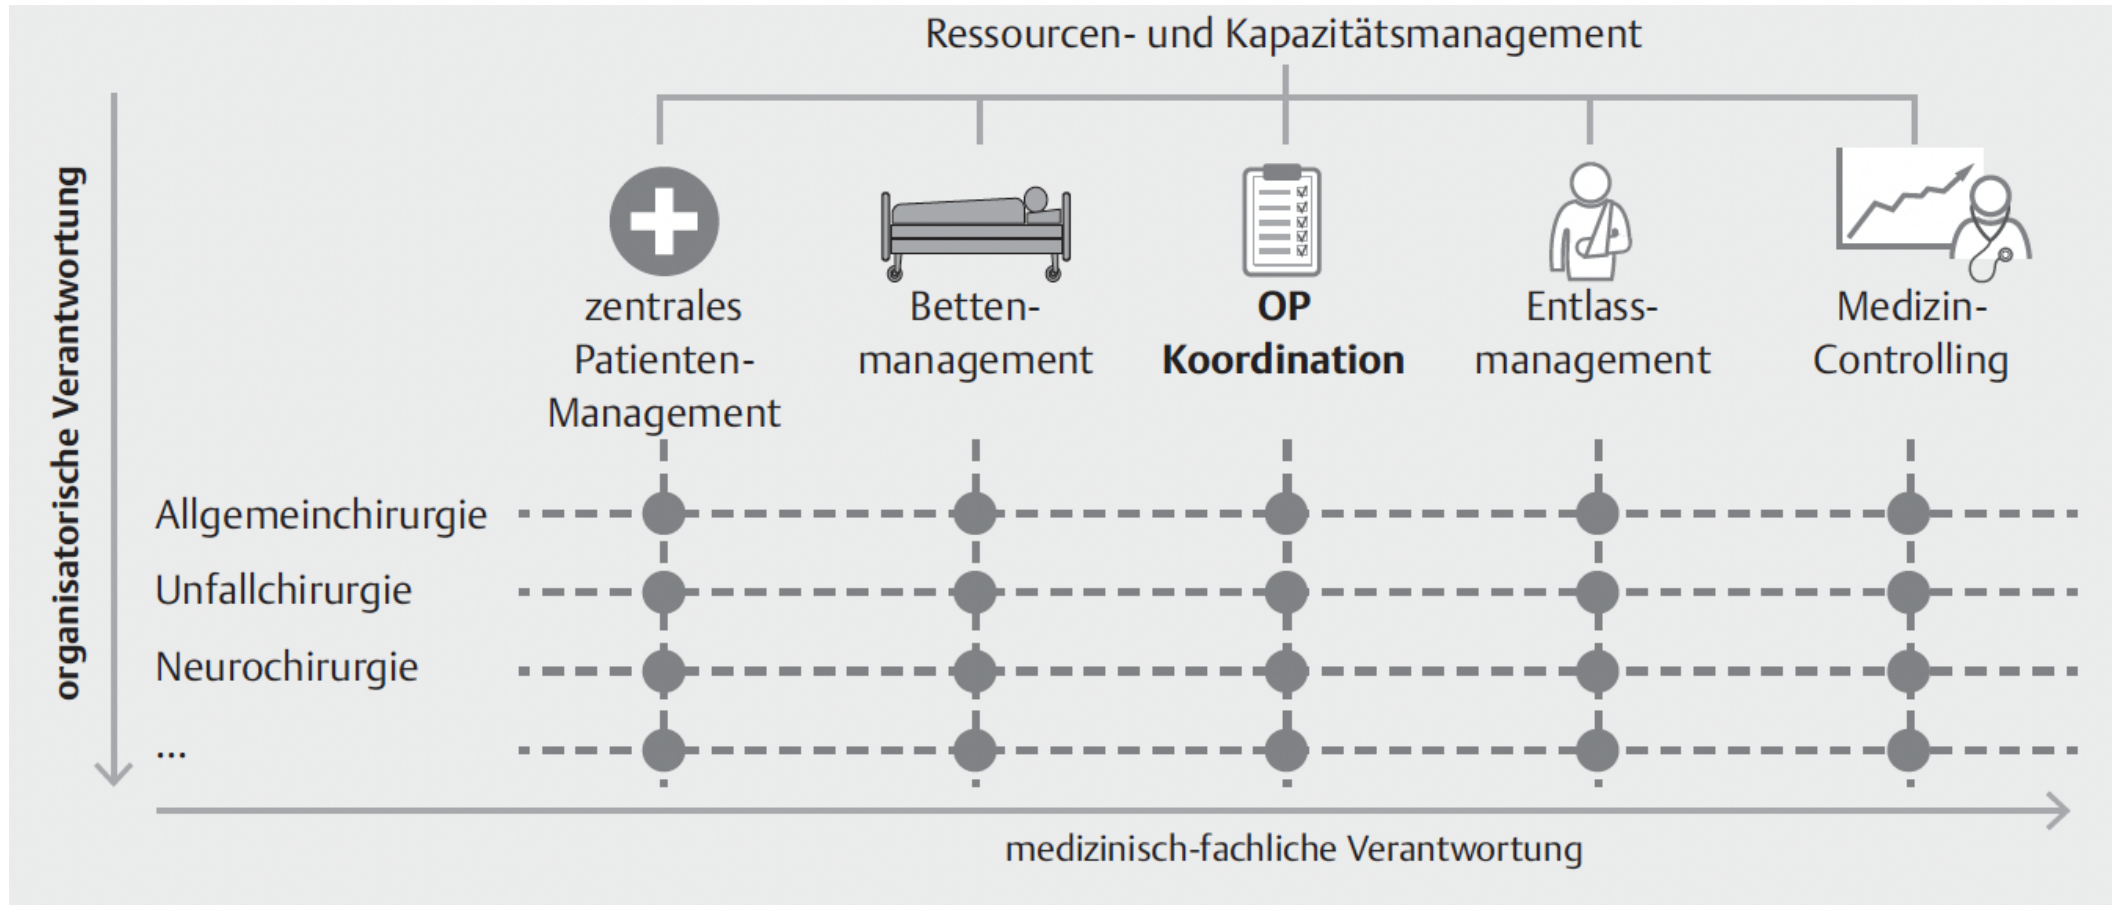 Ressourcen- und Kapazitätsmanagement
organisatorische Verantwortung
zentrales
Patienten-
Management
Betten-
management
OP
Koordination
Entlass-
management
Medizin-
Controlling
Allgemeinchirurgie
Unfallchirurgie
Neurochirurgie
...
medizinisch-fachliche Verantwortung